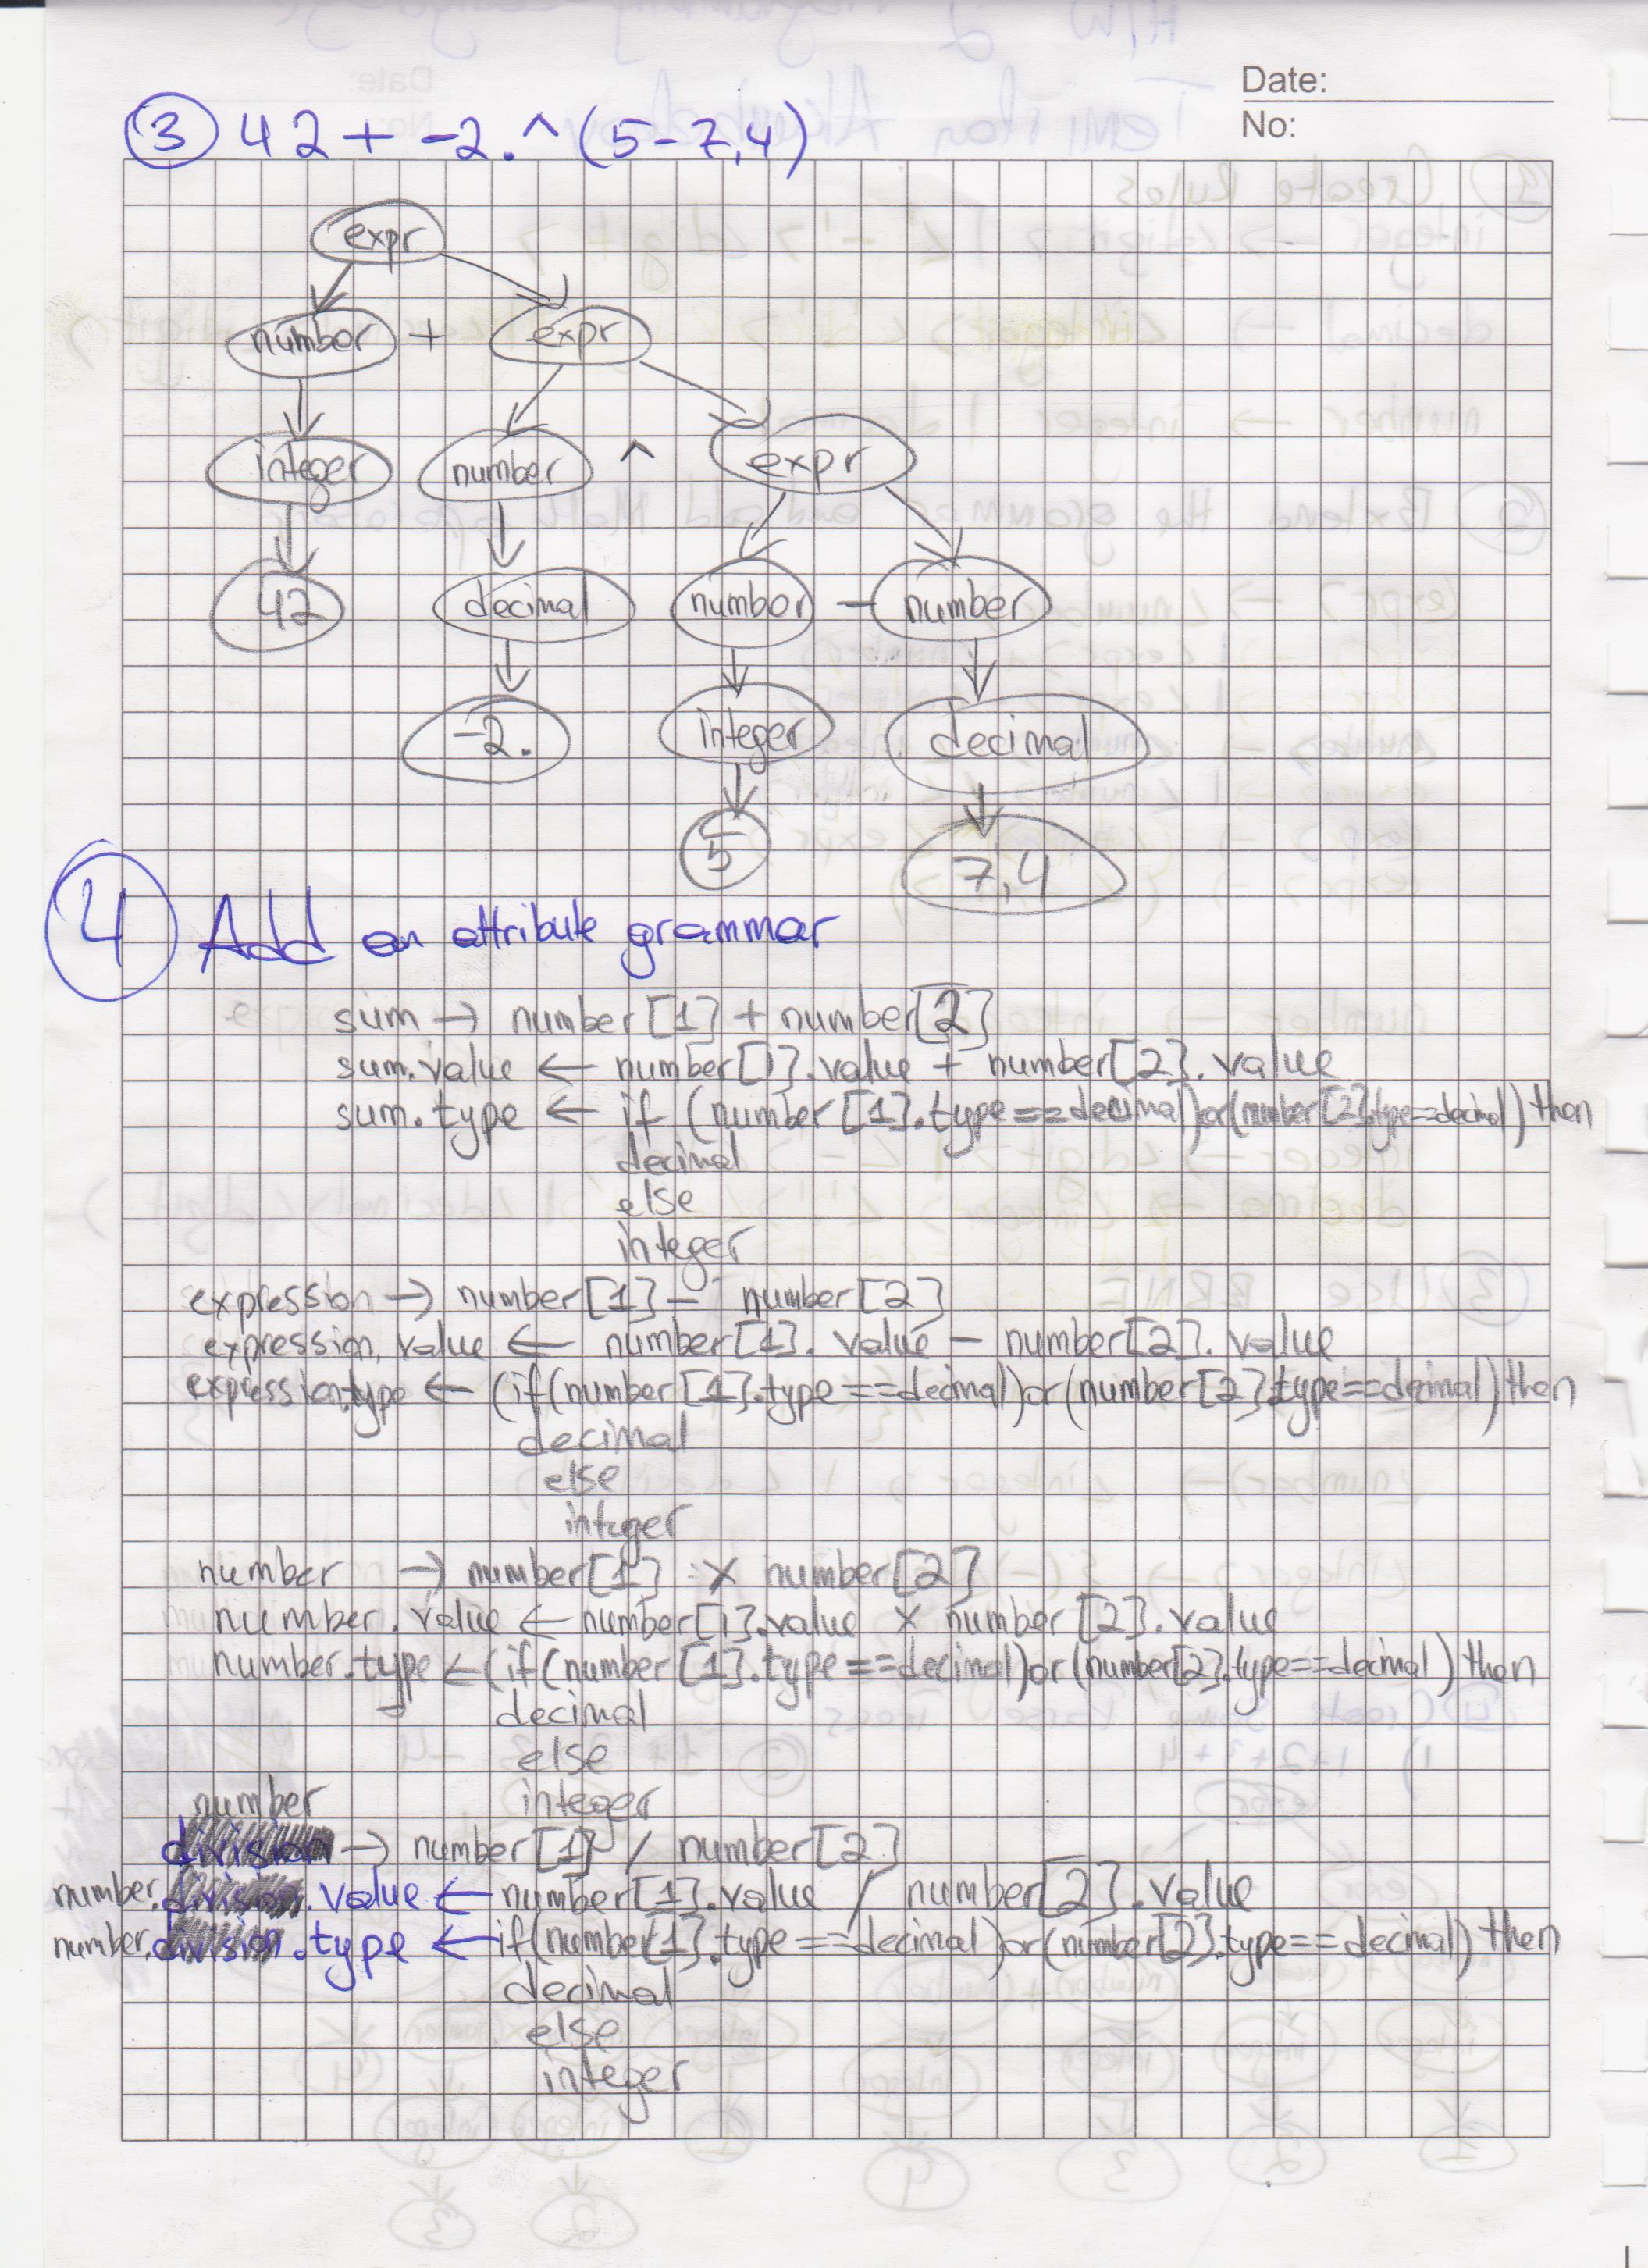 Date:
No:
③ 42 + -2.^(5-7,4)
expr
number + expr
integer number ^ expr
42 decimal number - number
-2. integer decimal
5 7,4
④ Add an attribute grammar
sum → number[1] + number[2]
sum.value ← number[1].value + number[2].value
sum.type ← if (number[1].type==decimal)or(number[2].type==decimal) then
decimal
else
integer
expression → number[1] - number[2]
expression.value ← number[1].value - number[2].value
expression.type ← (if(number[1].type==decimal)or(number[2].type==decimal) then
decimal
else
integer
number → number[1] × number[2]
number.value ← number[1].value × number[2].value
number.type ← (if(number[1].type==decimal)or(number[2].type==decimal) then
decimal
else
integer
number
division → number[1] / number[2]
number.division.value ← number[1].value / number[2].value
number.division.type ← if(number[1].type==decimal)or(number[2].type==decimal) then
decimal
else
integer